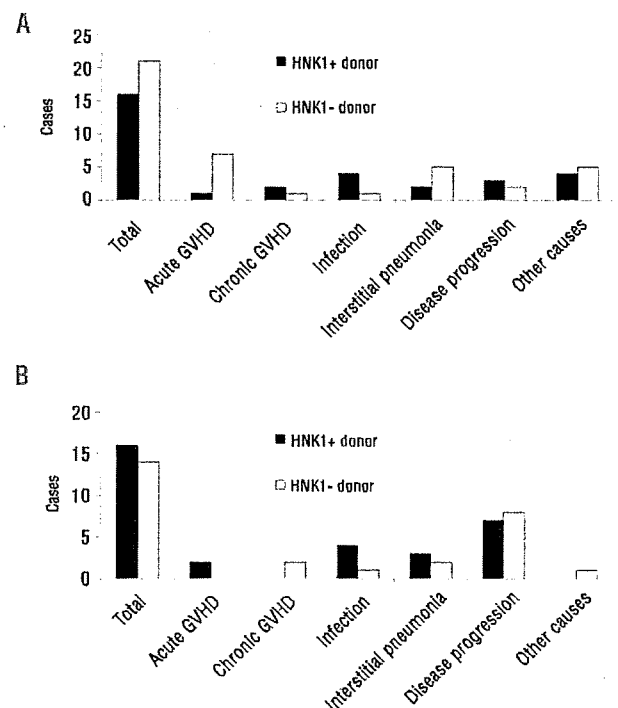 A
25
20
15
10
5
0
Cases
HNK1+ donor
HNK1- donor
Total
Acute GVHD
Chronic GVHD
Infection
Interstitial pneumonia
Disease progression
Other causes
B
20
15
10
5
0
Cases
HNK1+ donor
HNK1- donor
Total
Acute GVHD
Chronic GVHD
Infection
Interstitial pneumonia
Disease progression
Other causes